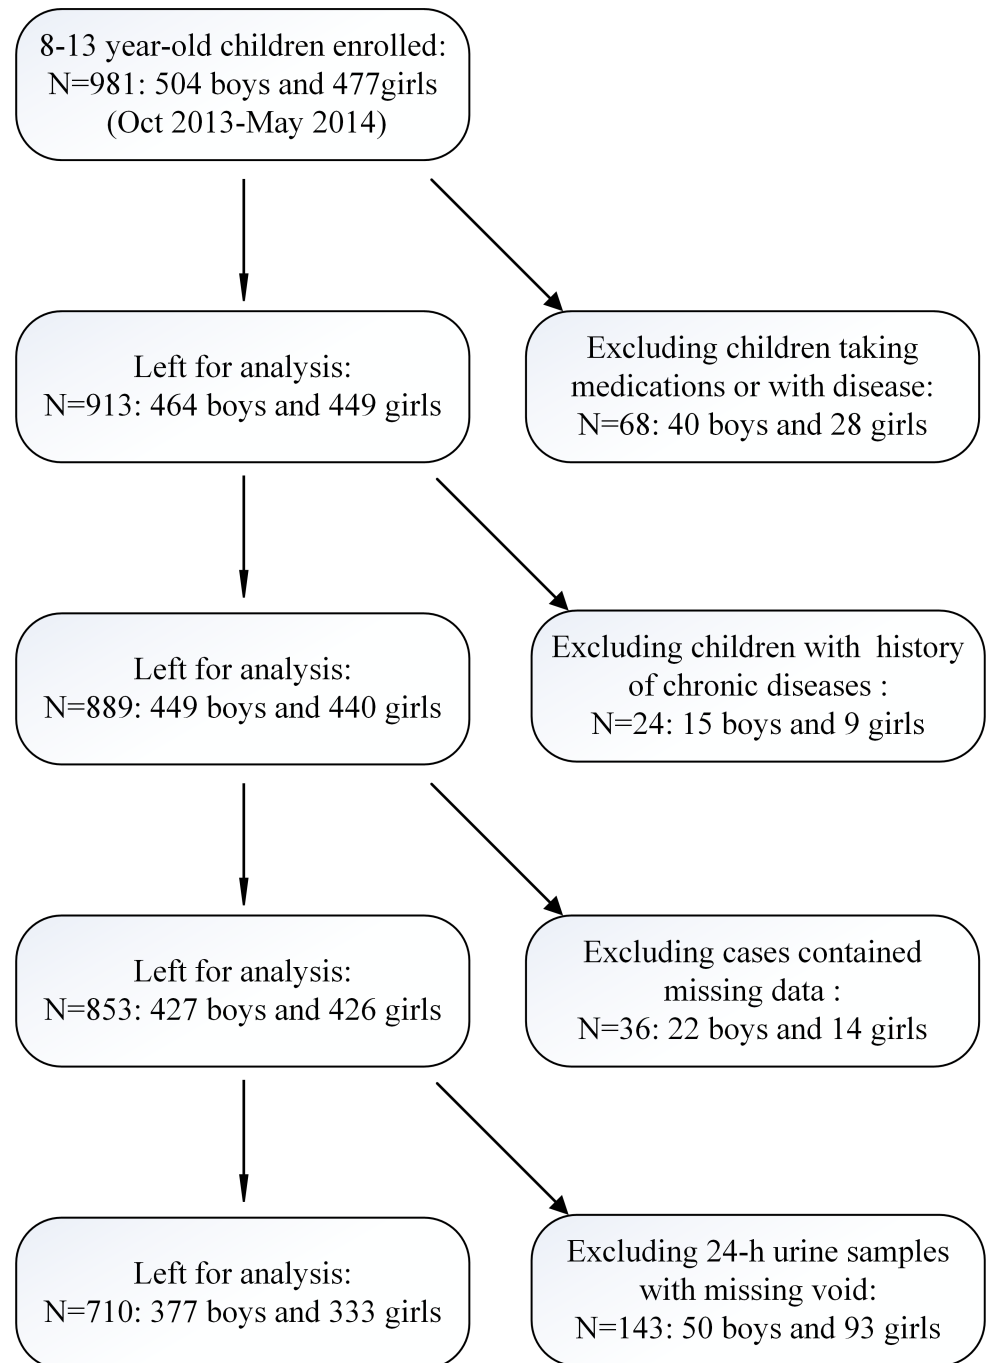 8-13 year-old children enrolled:
N=981: 504 boys and 477girls
(Oct 2013-May 2014)
Left for analysis:
N=913: 464 boys and 449 girls
Excluding children taking
medications or with disease:
N=68: 40 boys and 28 girls
Left for analysis:
N=889: 449 boys and 440 girls
Excluding children with  history
of chronic diseases :
N=24: 15 boys and 9 girls
Left for analysis:
N=853: 427 boys and 426 girls
Excluding cases contained
missing data :
N=36: 22 boys and 14 girls
Left for analysis:
N=710: 377 boys and 333 girls
Excluding 24-h urine samples
with missing void:
N=143: 50 boys and 93 girls